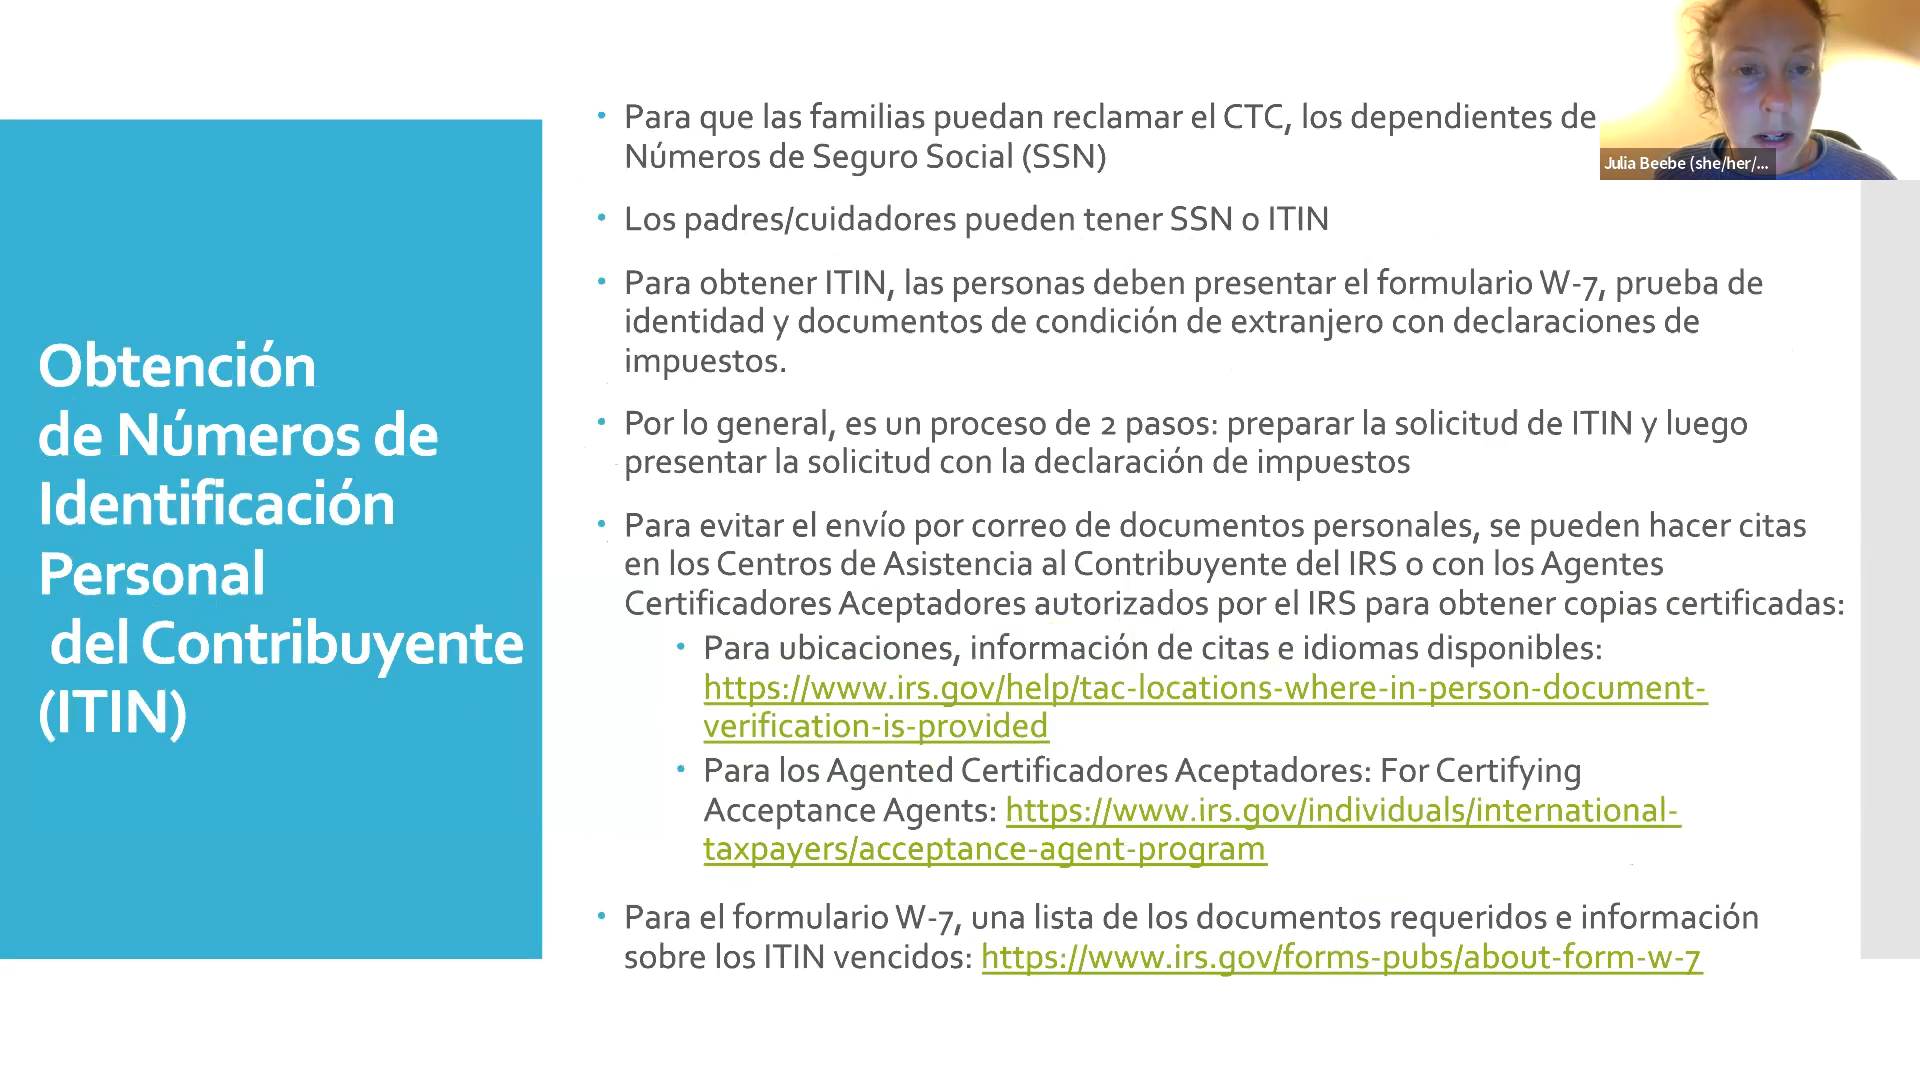 Obtención
de Números de
Identificación
Personal
del Contribuyente
(ITIN)
• Para que las familias puedan reclamar el CTC, los dependientes de
Números de Seguro Social (SSN)
• Los padres/cuidadores pueden tener SSN o ITIN
• Para obtener ITIN, las personas deben presentar el formulario W-7, prueba de
identidad y documentos de condición de extranjero con declaraciones de
impuestos.
• Por lo general, es un proceso de 2 pasos: preparar la solicitud de ITIN y luego
presentar la solicitud con la declaración de impuestos
• Para evitar el envío por correo de documentos personales, se pueden hacer citas
en los Centros de Asistencia al Contribuyente del IRS o con los Agentes
Certificadores Aceptadores autorizados por el IRS para obtener copias certificadas:
• Para ubicaciones, información de citas e idiomas disponibles:
https://www.irs.gov/help/tac-locations-where-in-person-document-
verification-is-provided
• Para los Agented Certificadores Aceptadores: For Certifying
Acceptance Agents: https://www.irs.gov/individuals/international-
taxpayers/acceptance-agent-program
• Para el formulario W-7, una lista de los documentos requeridos e información
sobre los ITIN vencidos: https://www.irs.gov/forms-pubs/about-form-w-7
Julia Beebe (she/her/...